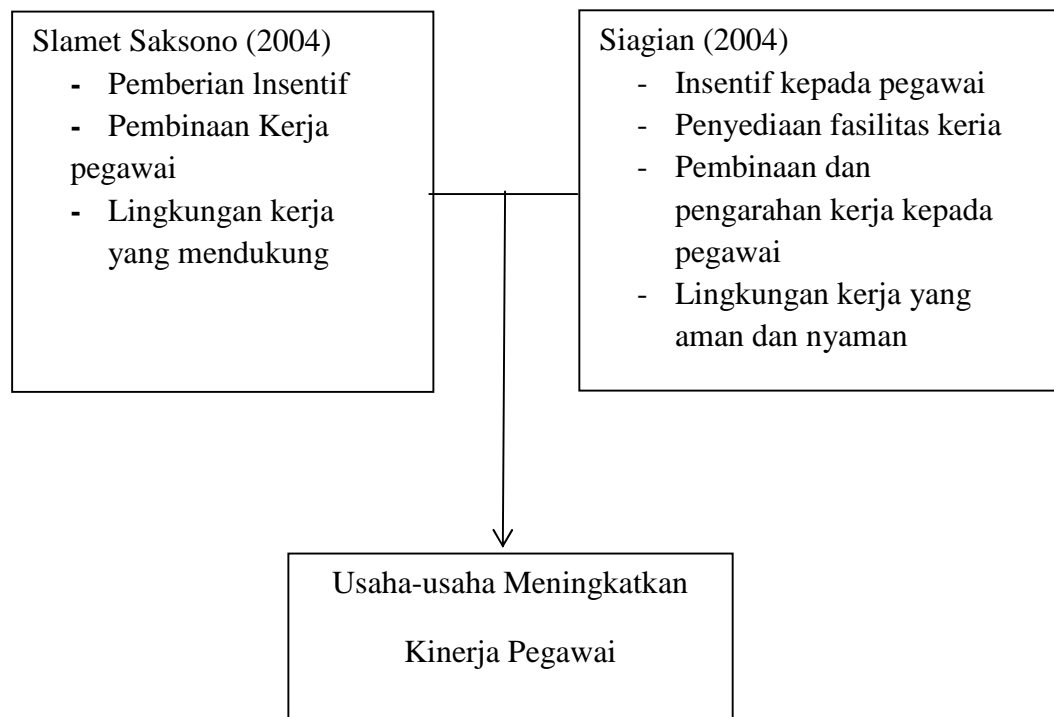 Slamet Saksono (2004)
- Pemberian lnsentif
- Pembinaan Kerja
pegawai
- Lingkungan kerja
yang mendukung
Siagian (2004)
- Insentif kepada pegawai
- Penyediaan fasilitas keria
- Pembinaan dan
pengarahan kerja kepada
pegawai
- Lingkungan kerja yang
aman dan nyaman
Usaha-usaha Meningkatkan
Kinerja Pegawai